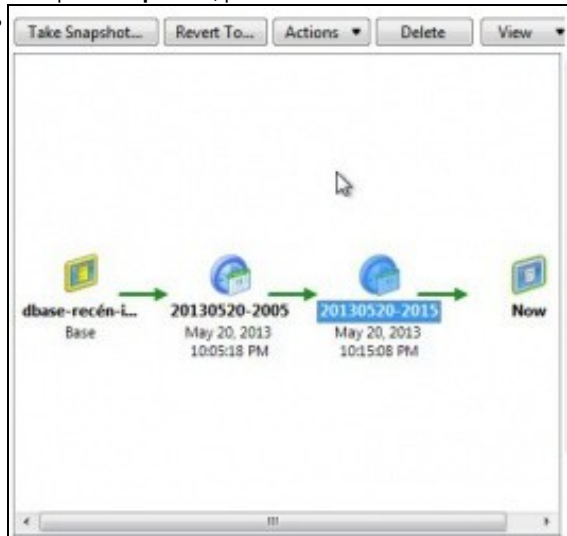 Take Snapshot... Revert To... Actions Delete View
dbase-recén-i... 20130520-2005 20130520-2015 Now
Base May 20, 2013 May 20, 2013
10:05:18 PM 10:15:08 PM